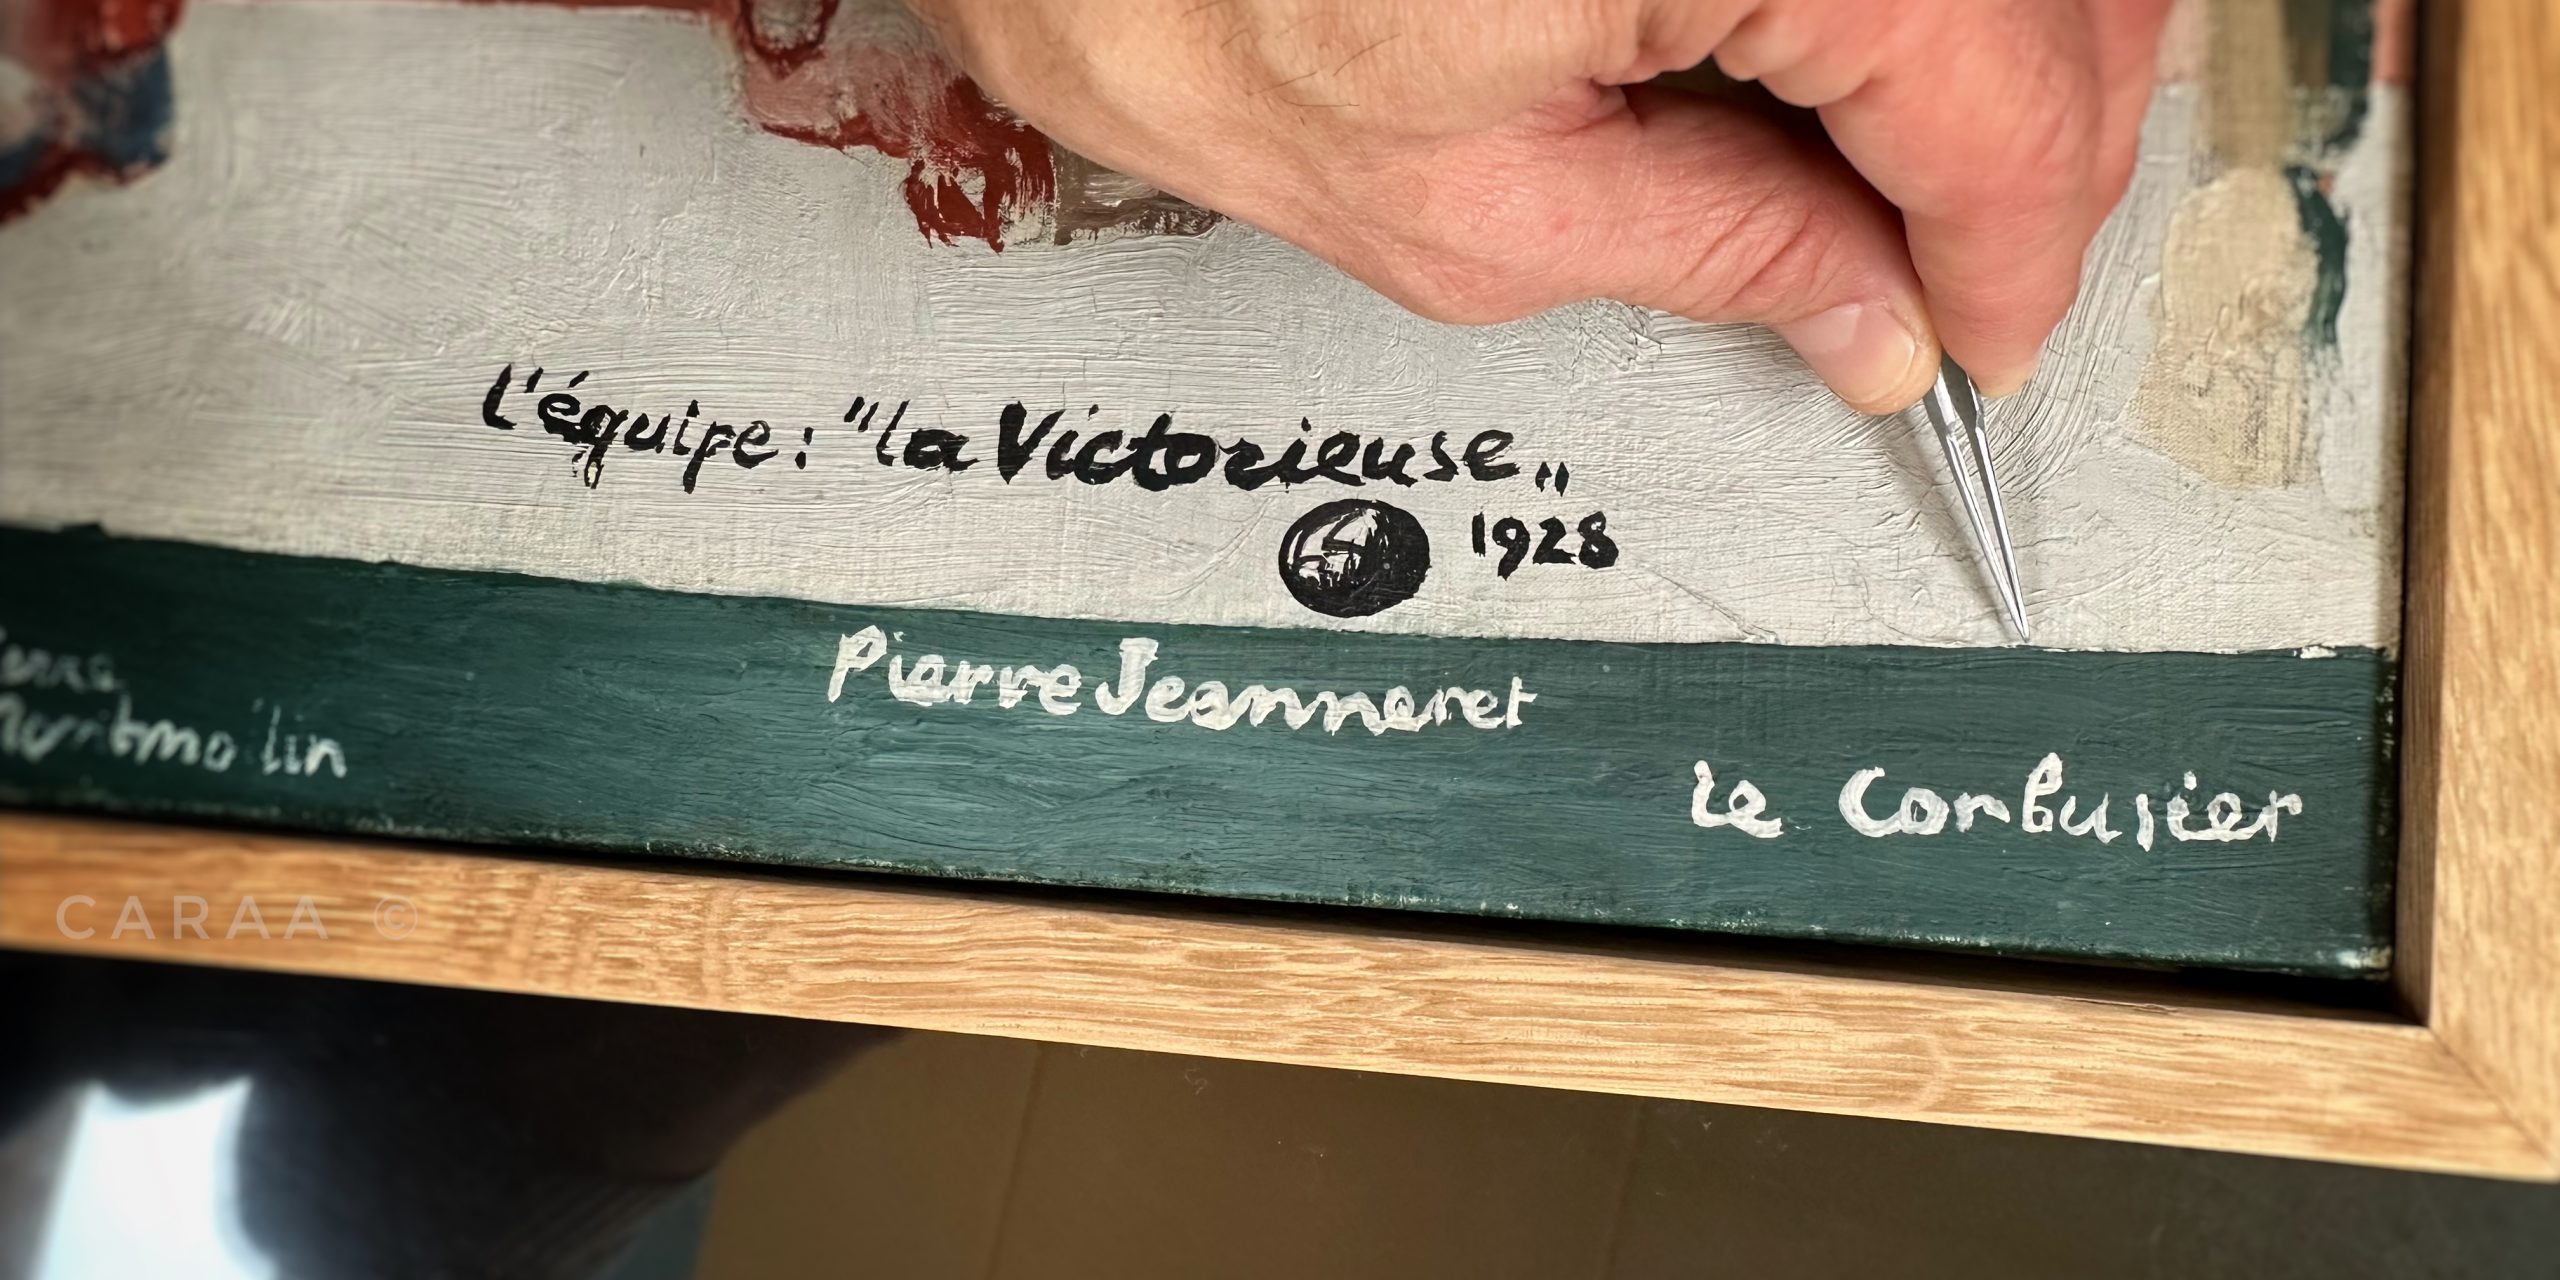 L'équipe: "la Victorieuse„
1928
Pierre Jeanneret
Le Corbusier
CARAA ©